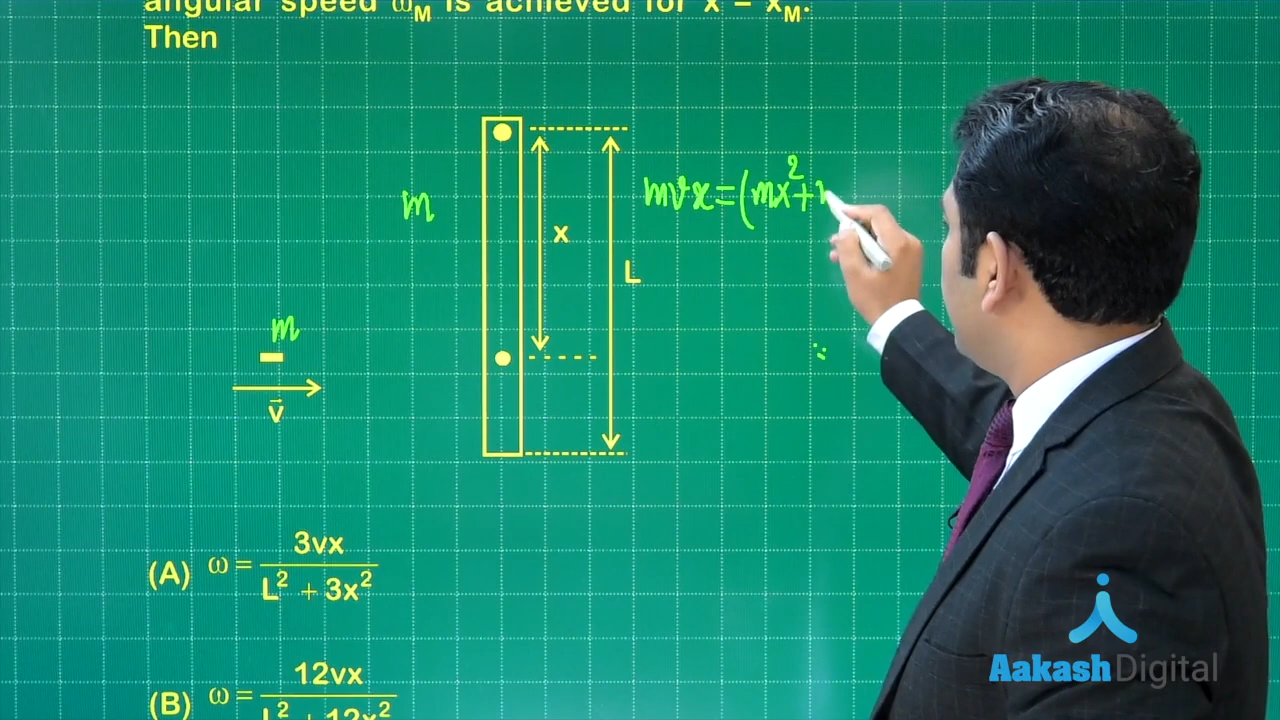 angular speed ω_M is achieved for x = x_M.
Then
m
x
mvx=(mx²+
L
m
v⃗
(A) ω = 3vx / L² + 3x²
(B) ω = 12vx / L² + 12x²
Aakash Digital